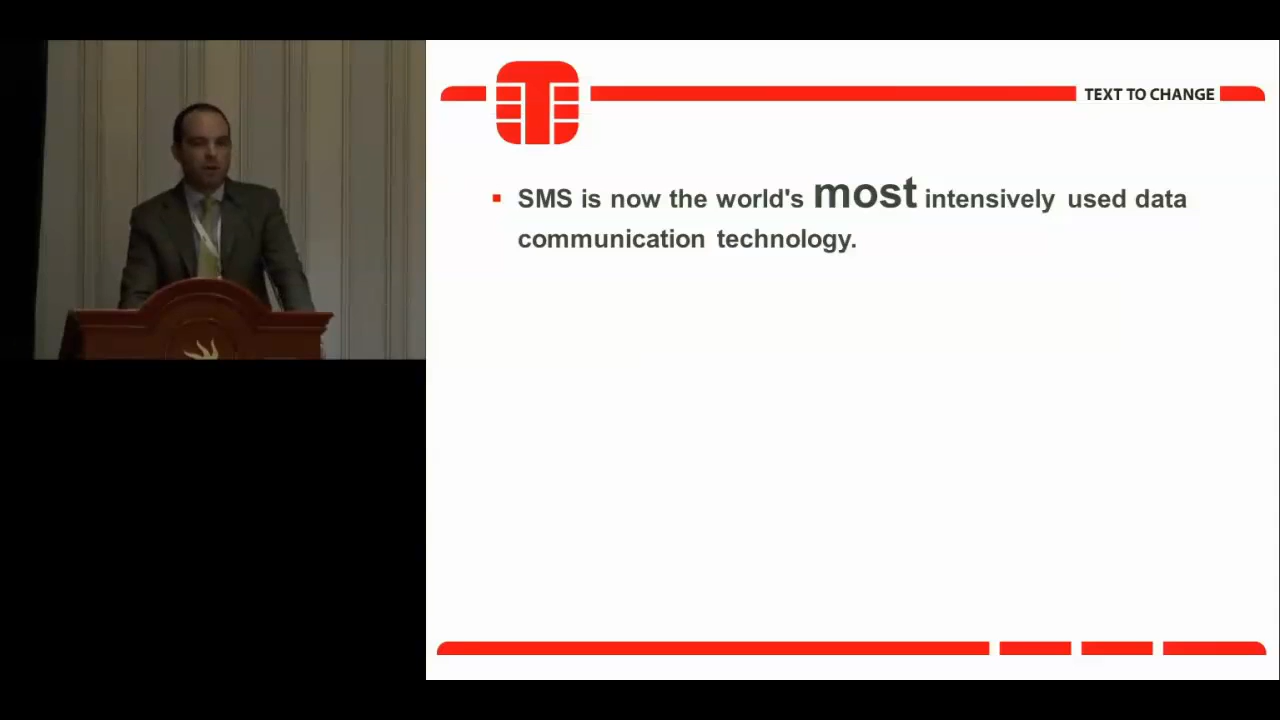 TEXT TO CHANGE
SMS is now the world's most intensively used data
communication technology.